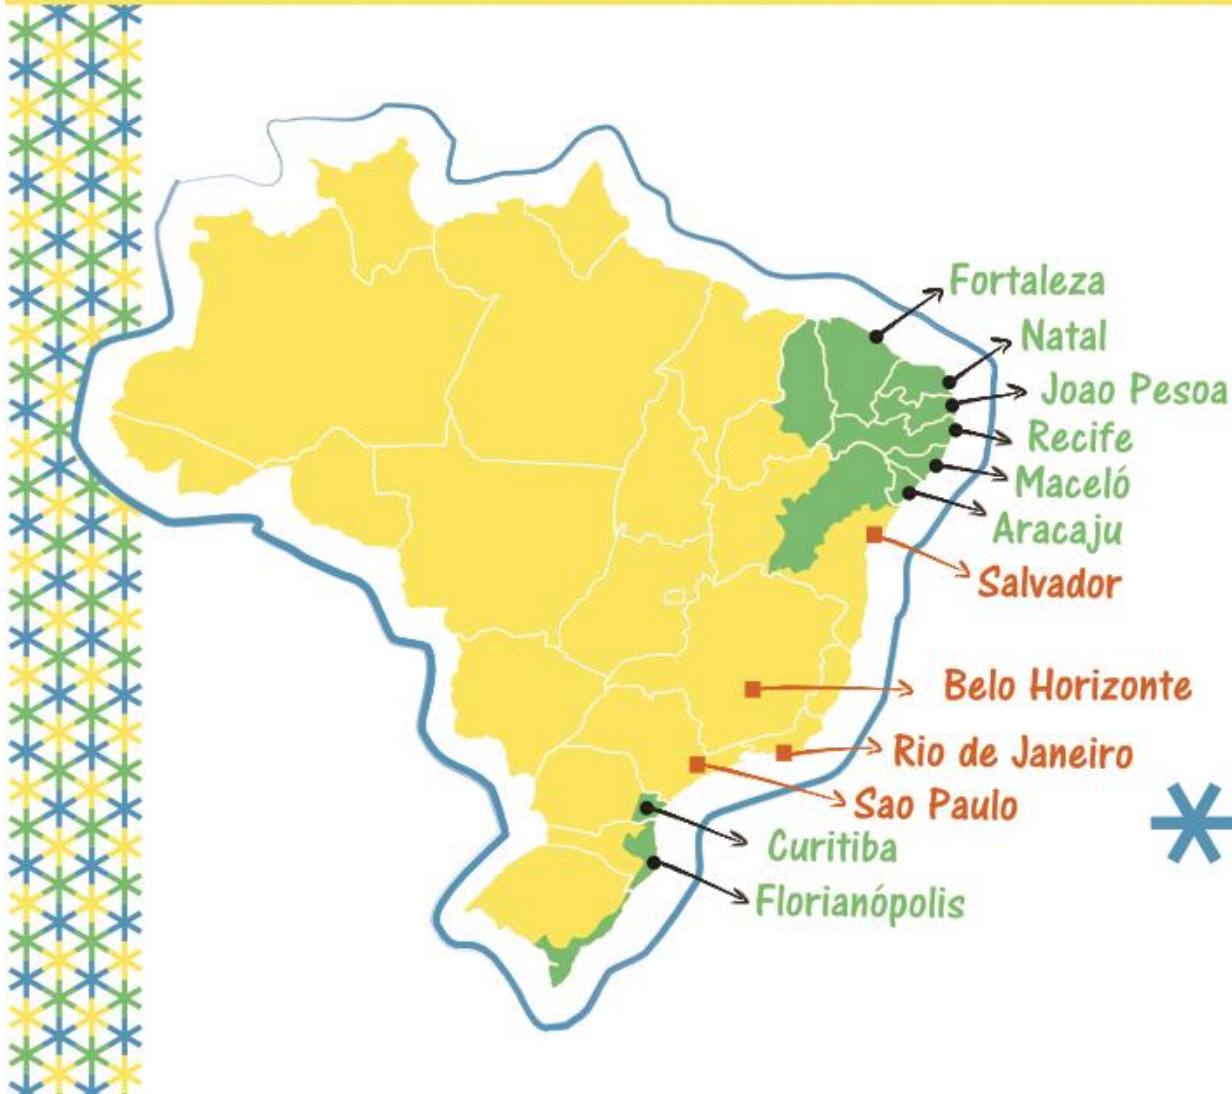 Fortaleza
Natal
Joao Pesoa
Recife
Maceló
Aracaju
Salvador
Belo Horizonte
Rio de Janeiro
Sao Paulo
Curitiba
Florianópolis